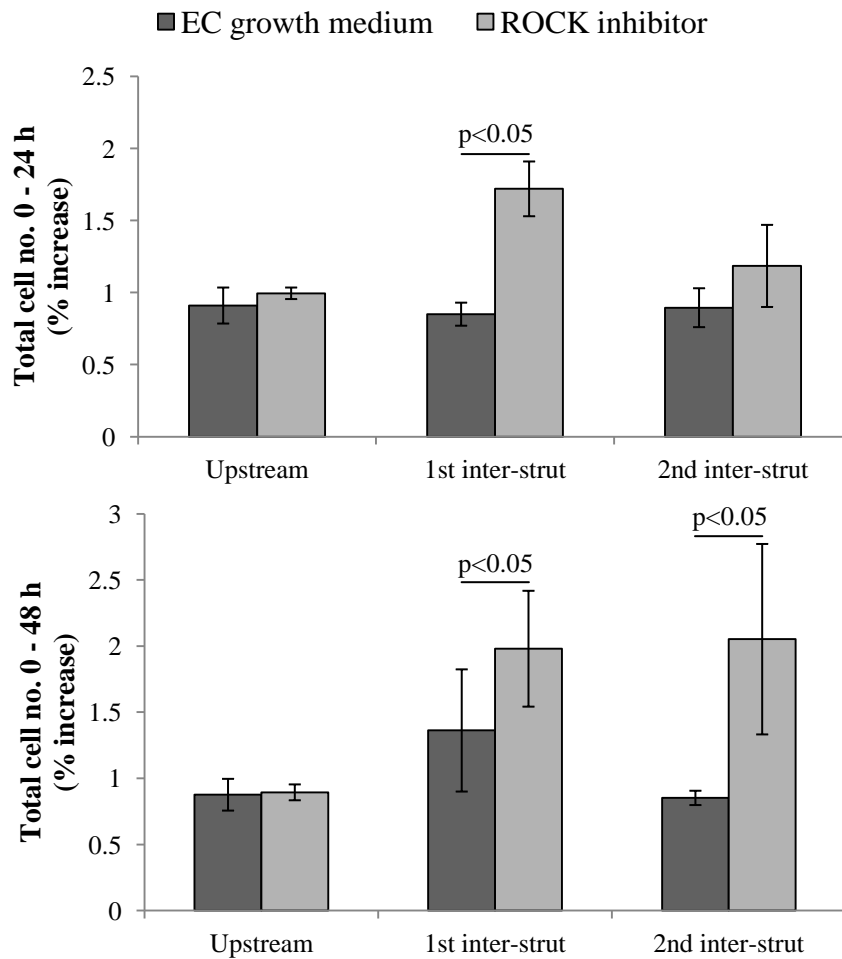 EC growth medium ROCK inhibitor
Total cell no. 0 - 24 h
(% increase)
2.5
2
1.5
1
0.5
0
p<0.05
Upstream 1st inter-strut 2nd inter-strut
Total cell no. 0 - 48 h
(% increase)
3
2.5
2
1.5
1
0.5
0
p<0.05
p<0.05
Upstream 1st inter-strut 2nd inter-strut